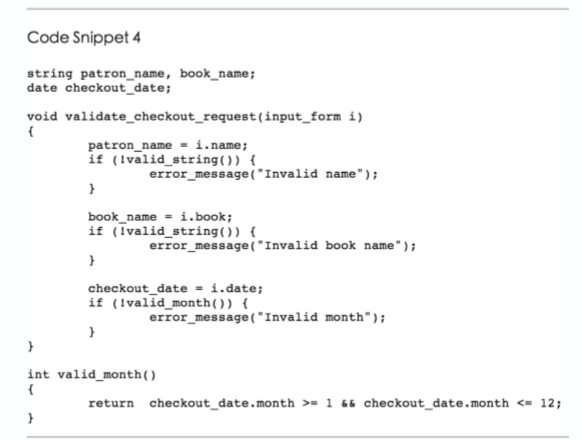 Code Snippet 4
string patron_name, book_name;
date checkout_date;
void validate_checkout_request(input_form i)
{
patron_name = i.name;
if (!valid_string()) {
error_message("Invalid name");
}
book_name = i.book;
if (!valid_string()) {
error_message("Invalid book name");
}
checkout_date = i.date;
if (!valid_month()) {
error_message("Invalid month");
}
}
int valid_month()
{
return  checkout_date.month >= 1 && checkout_date.month <= 12;
}